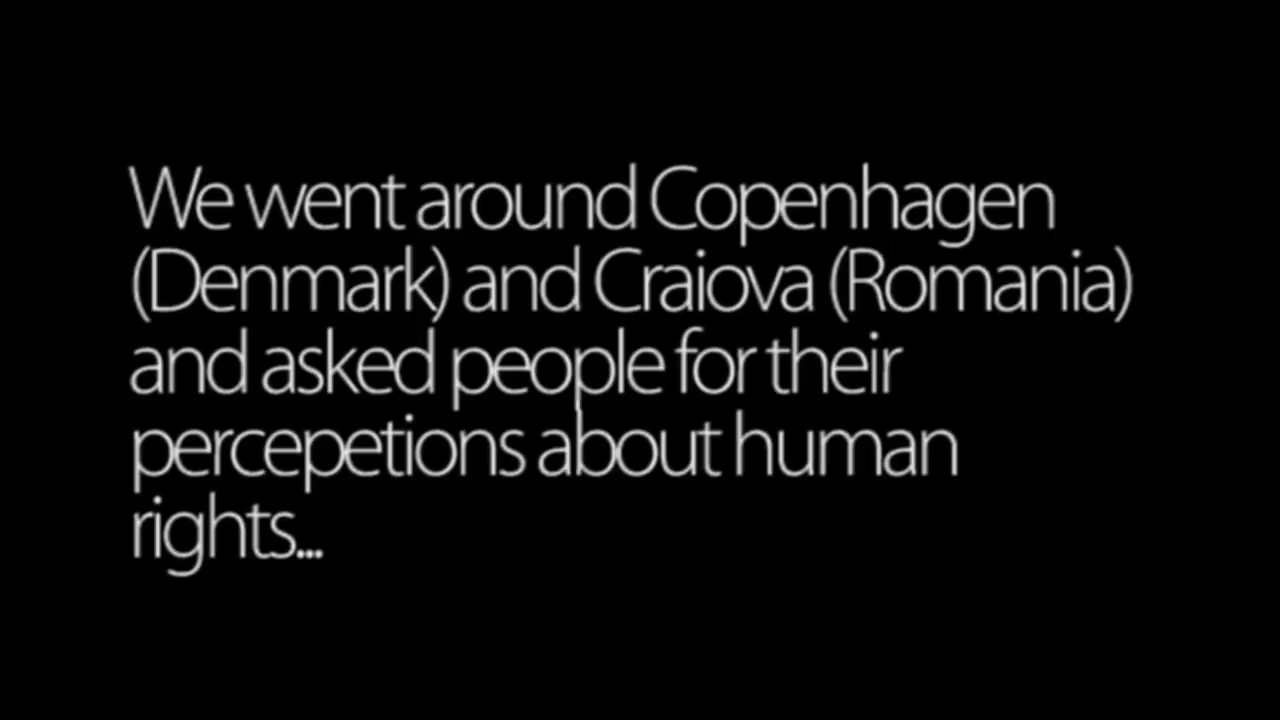 We went around Copenhagen
(Denmark) and Craiova (Romania)
and asked people for their
percepetions about human
rights...